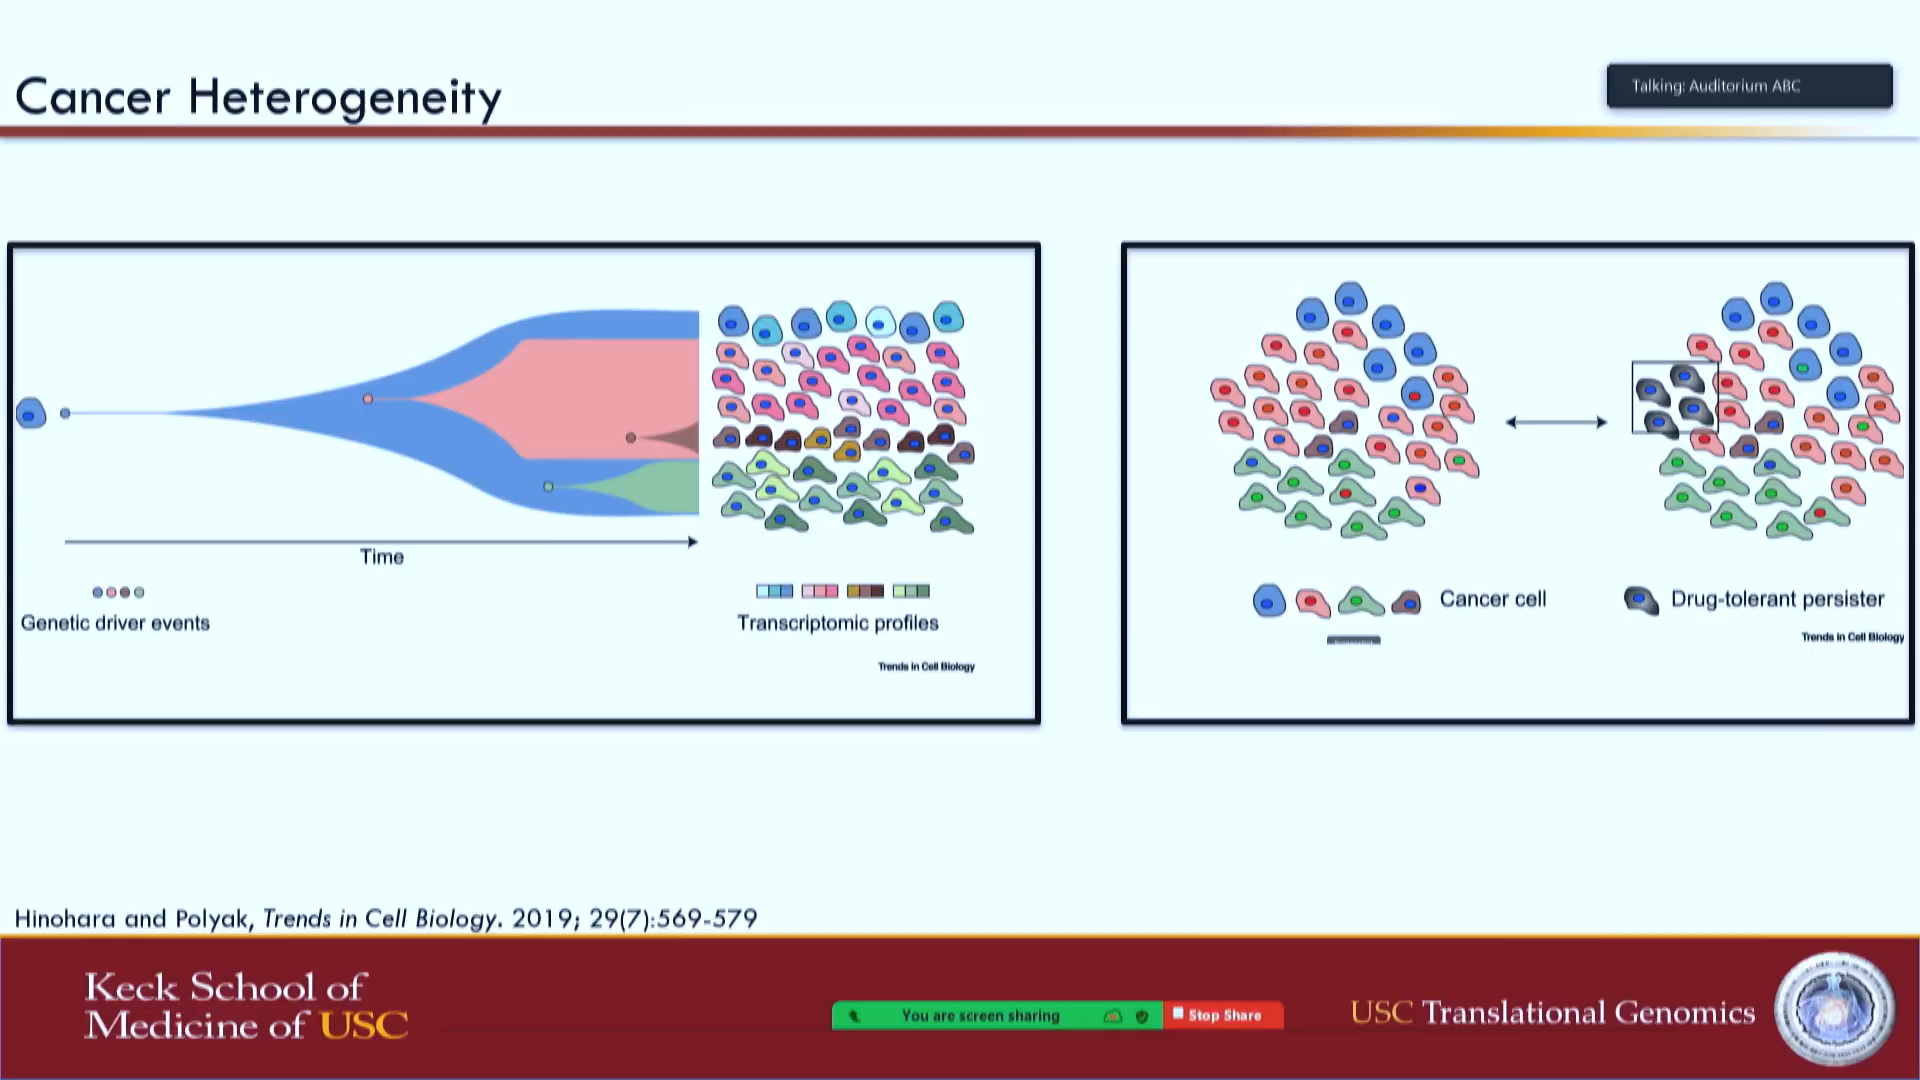 Cancer Heterogeneity
Talking: Auditorium ABC
Time
Genetic driver events
Transcriptomic profiles
Trends in Cell Biology
Cancer cell
Drug-tolerant persister
Trends in Cell Biology
Hinohara and Polyak, Trends in Cell Biology. 2019; 29(7):569-579
Keck School of
Medicine of USC
You are screen sharing
Stop Share
USC Translational Genomics